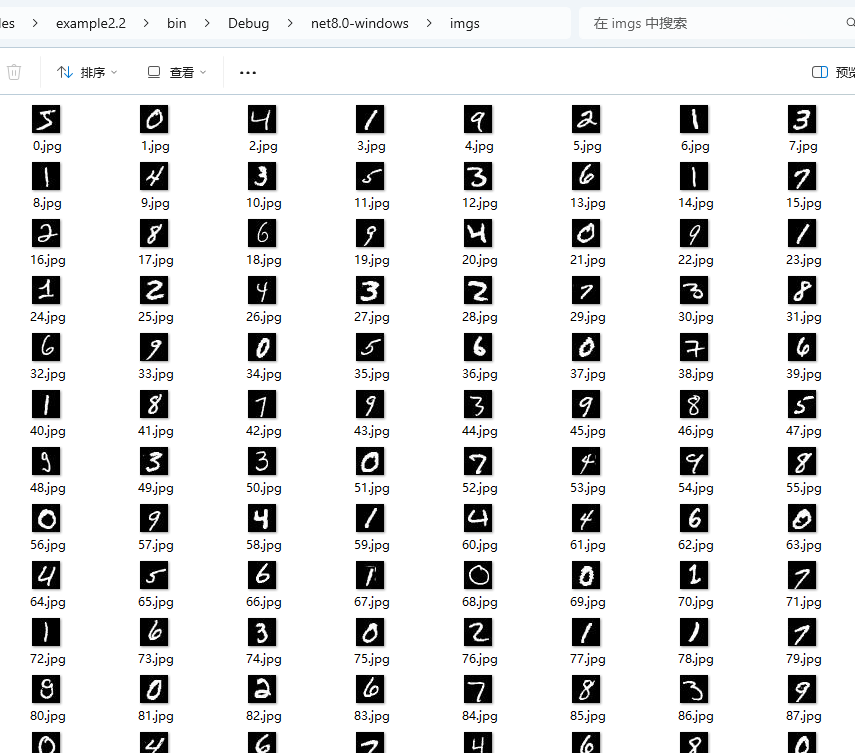 les > example2.2 > bin > Debug > net8.0-windows > imgs 在 imgs 中搜索
排序 查看 ... 预览
5 0 4 1 9 2 1 3
0.jpg 1.jpg 2.jpg 3.jpg 4.jpg 5.jpg 6.jpg 7.jpg
1 4 3 5 3 6 1 7
8.jpg 9.jpg 10.jpg 11.jpg 12.jpg 13.jpg 14.jpg 15.jpg
2 8 6 9 4 0 9 1
16.jpg 17.jpg 18.jpg 19.jpg 20.jpg 21.jpg 22.jpg 23.jpg
1 2 4 3 2 7 3 8
24.jpg 25.jpg 26.jpg 27.jpg 28.jpg 29.jpg 30.jpg 31.jpg
6 9 0 5 6 0 7 6
32.jpg 33.jpg 34.jpg 35.jpg 36.jpg 37.jpg 38.jpg 39.jpg
1 8 7 9 3 9 8 5
40.jpg 41.jpg 42.jpg 43.jpg 44.jpg 45.jpg 46.jpg 47.jpg
9 3 3 0 7 4 9 8
48.jpg 49.jpg 50.jpg 51.jpg 52.jpg 53.jpg 54.jpg 55.jpg
0 9 4 1 4 4 6 0
56.jpg 57.jpg 58.jpg 59.jpg 60.jpg 61.jpg 62.jpg 63.jpg
4 5 6 1 0 0 1 7
64.jpg 65.jpg 66.jpg 67.jpg 68.jpg 69.jpg 70.jpg 71.jpg
1 6 3 0 2 1 1 7
72.jpg 73.jpg 74.jpg 75.jpg 76.jpg 77.jpg 78.jpg 79.jpg
9 0 2 6 7 8 3 9
80.jpg 81.jpg 82.jpg 83.jpg 84.jpg 85.jpg 86.jpg 87.jpg
0 4 6 7 4 6 8 0